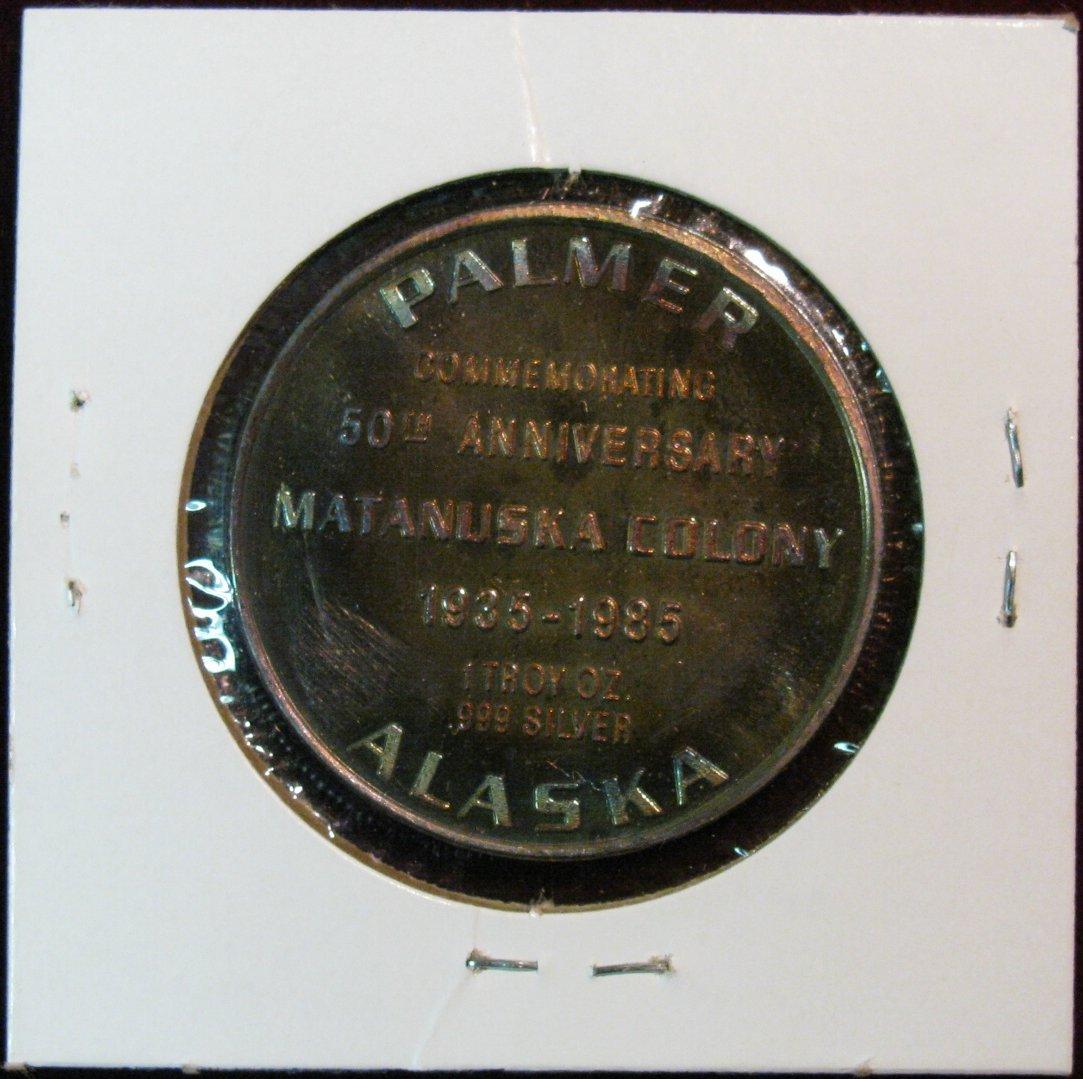 PALMER
COMMEMORATING
50TH ANNIVERSARY
MATANUSKA COLONY
1935-1985
1 TROY OZ.
.999 SILVER
ALASKA